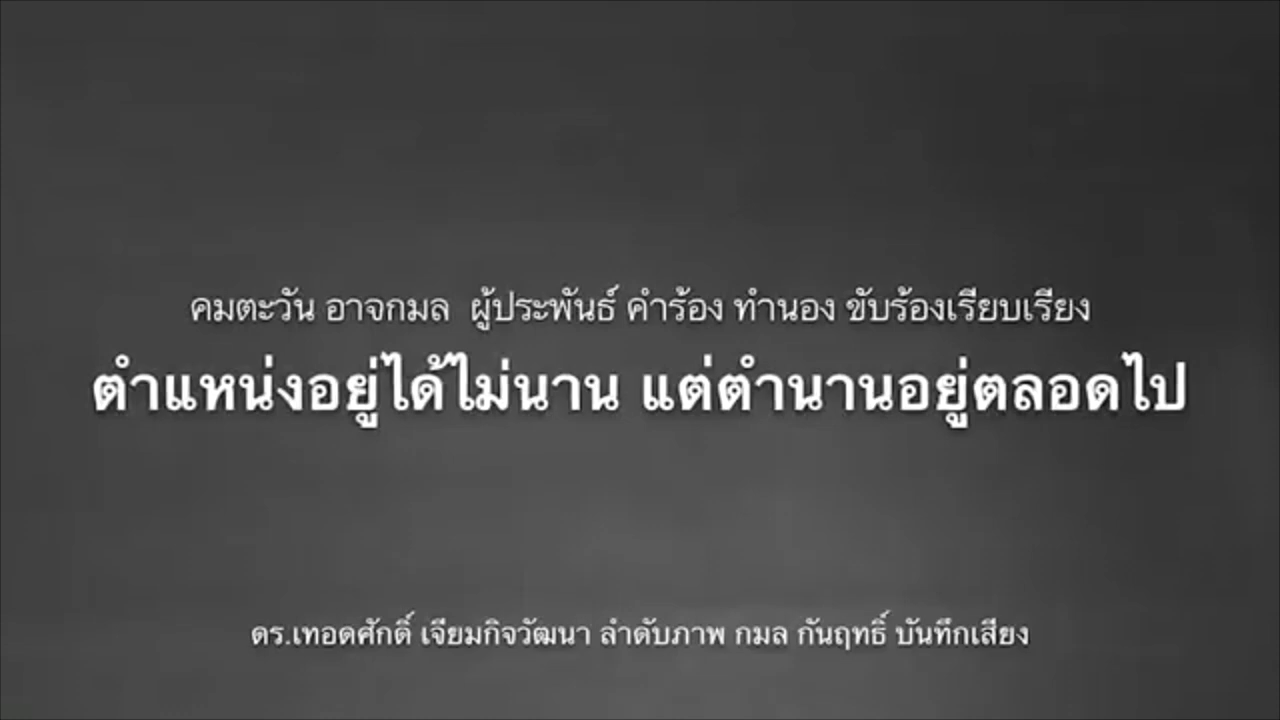 คมตะวัน อาจกมล ผู้ประพันธ์ คำร้อง ทำนอง ขับร้องเรียบเรียง
ตำแหน่งอยู่ได้ไม่นาน แต่ตำนานอยู่ตลอดไป
ดร.เทอดศักดิ์ เจียมกิจวัฒนา ลำดับภาพ กมล กันฤทธิ์ บันทึกเสียง